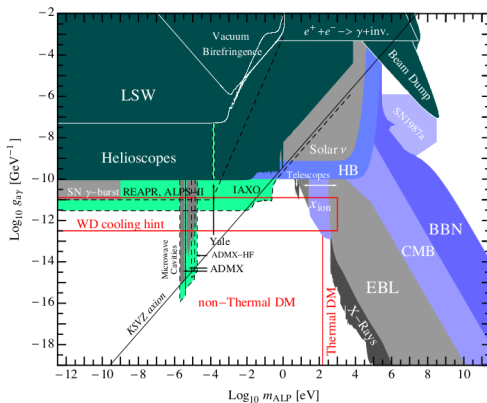 -2
-4
-6
-8
-10
-12
-14
-16
-18
Log₁₀ gₐγ [GeV⁻¹]
Vacuum
Birefringence
e⁺ + e⁻ −> γ+inv.
LSW
Beam Dump
SN1987a
Helioscopes
Solar ν
HB
SN γ−burst
REAPR, ALPS−II
IAXO
Telescopes
x_ion
WD cooling hint
Microwave
Cavities
Yale
ADMX−HF
ADMX
BBN
CMB
EBL
X−Rays
KSVZ axion
non−Thermal DM
Thermal DM
-12
-10
-8
-6
-4
-2
0
2
4
6
8
10
Log₁₀ m_ALP [eV]